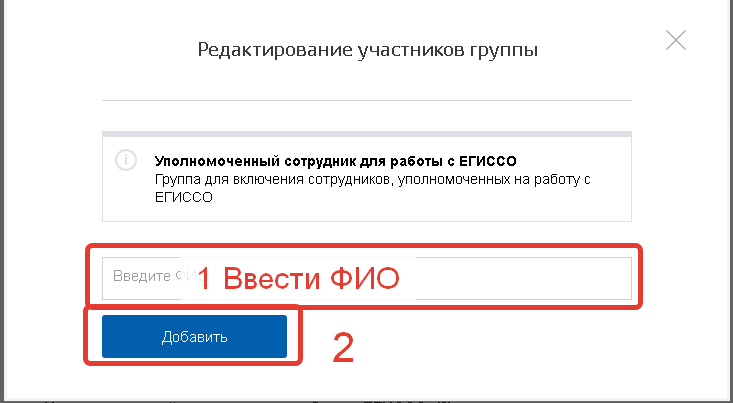 Редактирование участников группы
Уполномоченный сотрудник для работы с ЕГИССО
Группа для включения сотрудников, уполномоченных на работу с
ЕГИССО
Введите
1 Ввести ФИО
Добавить
2